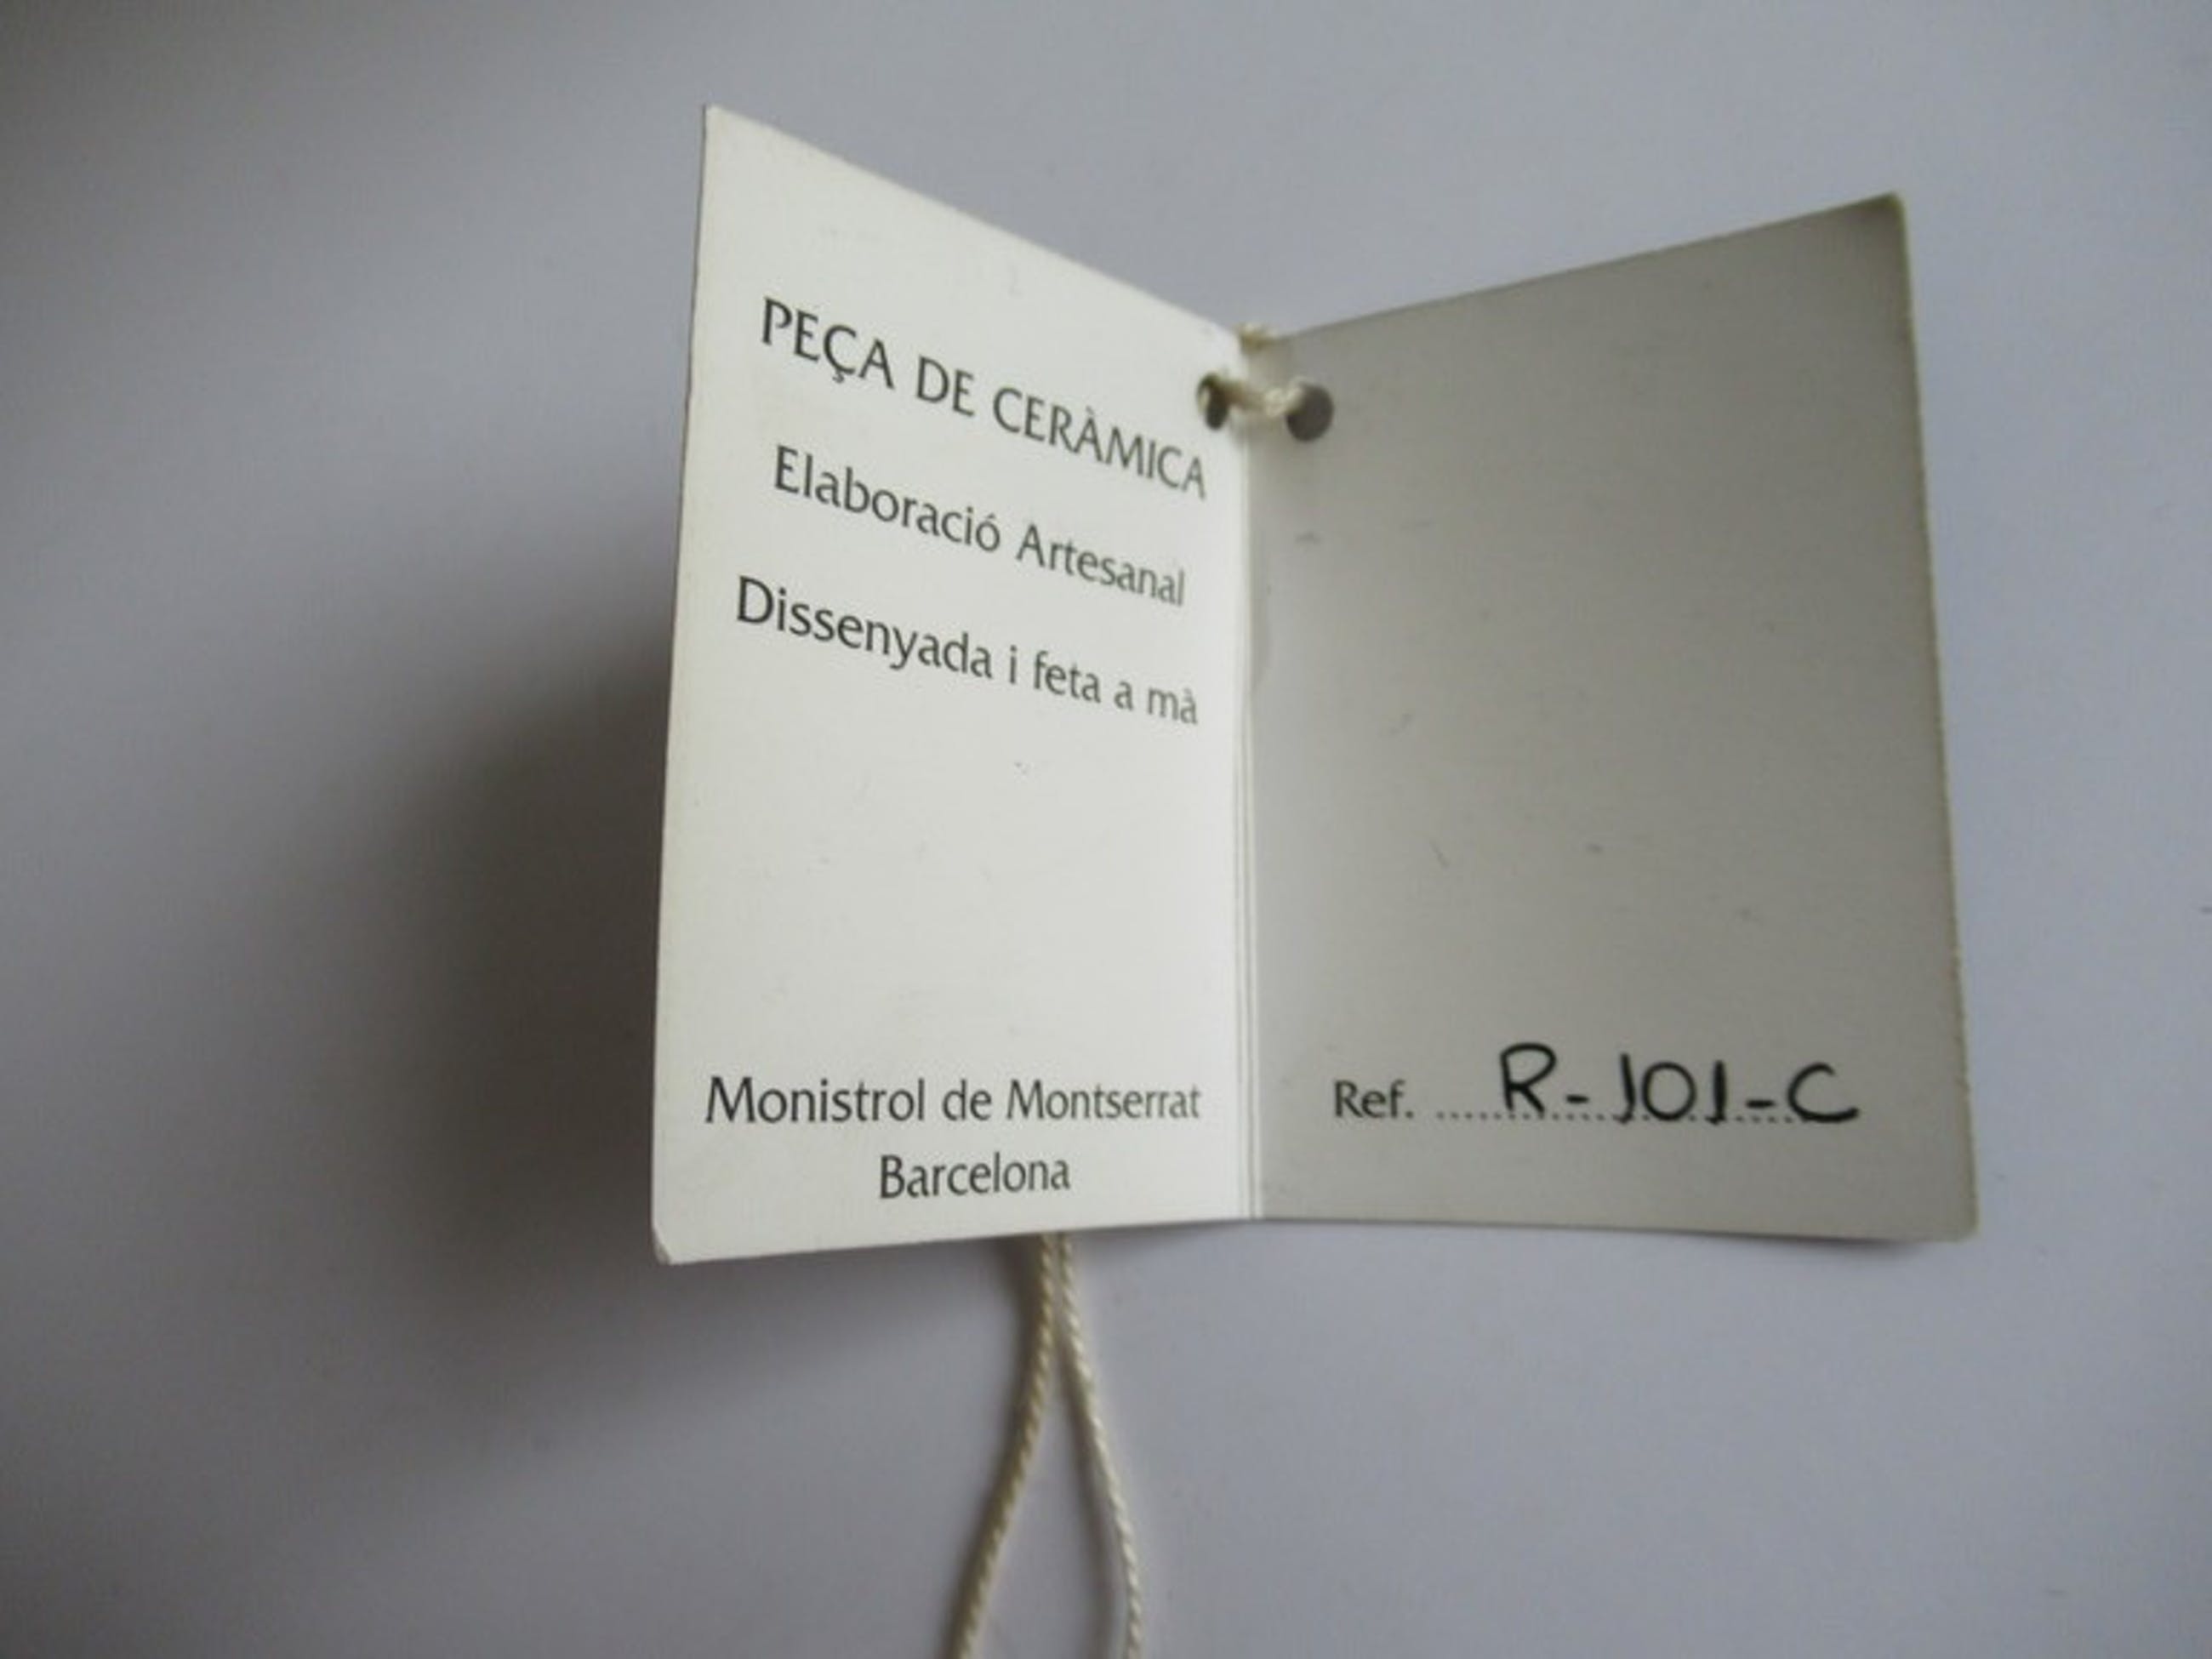 PEÇA DE CERÀMICA
Elaboració Artesanal
Dissenyada i feta a mà
Monistrol de Montserrat
Barcelona
Ref. ..... R-101-C